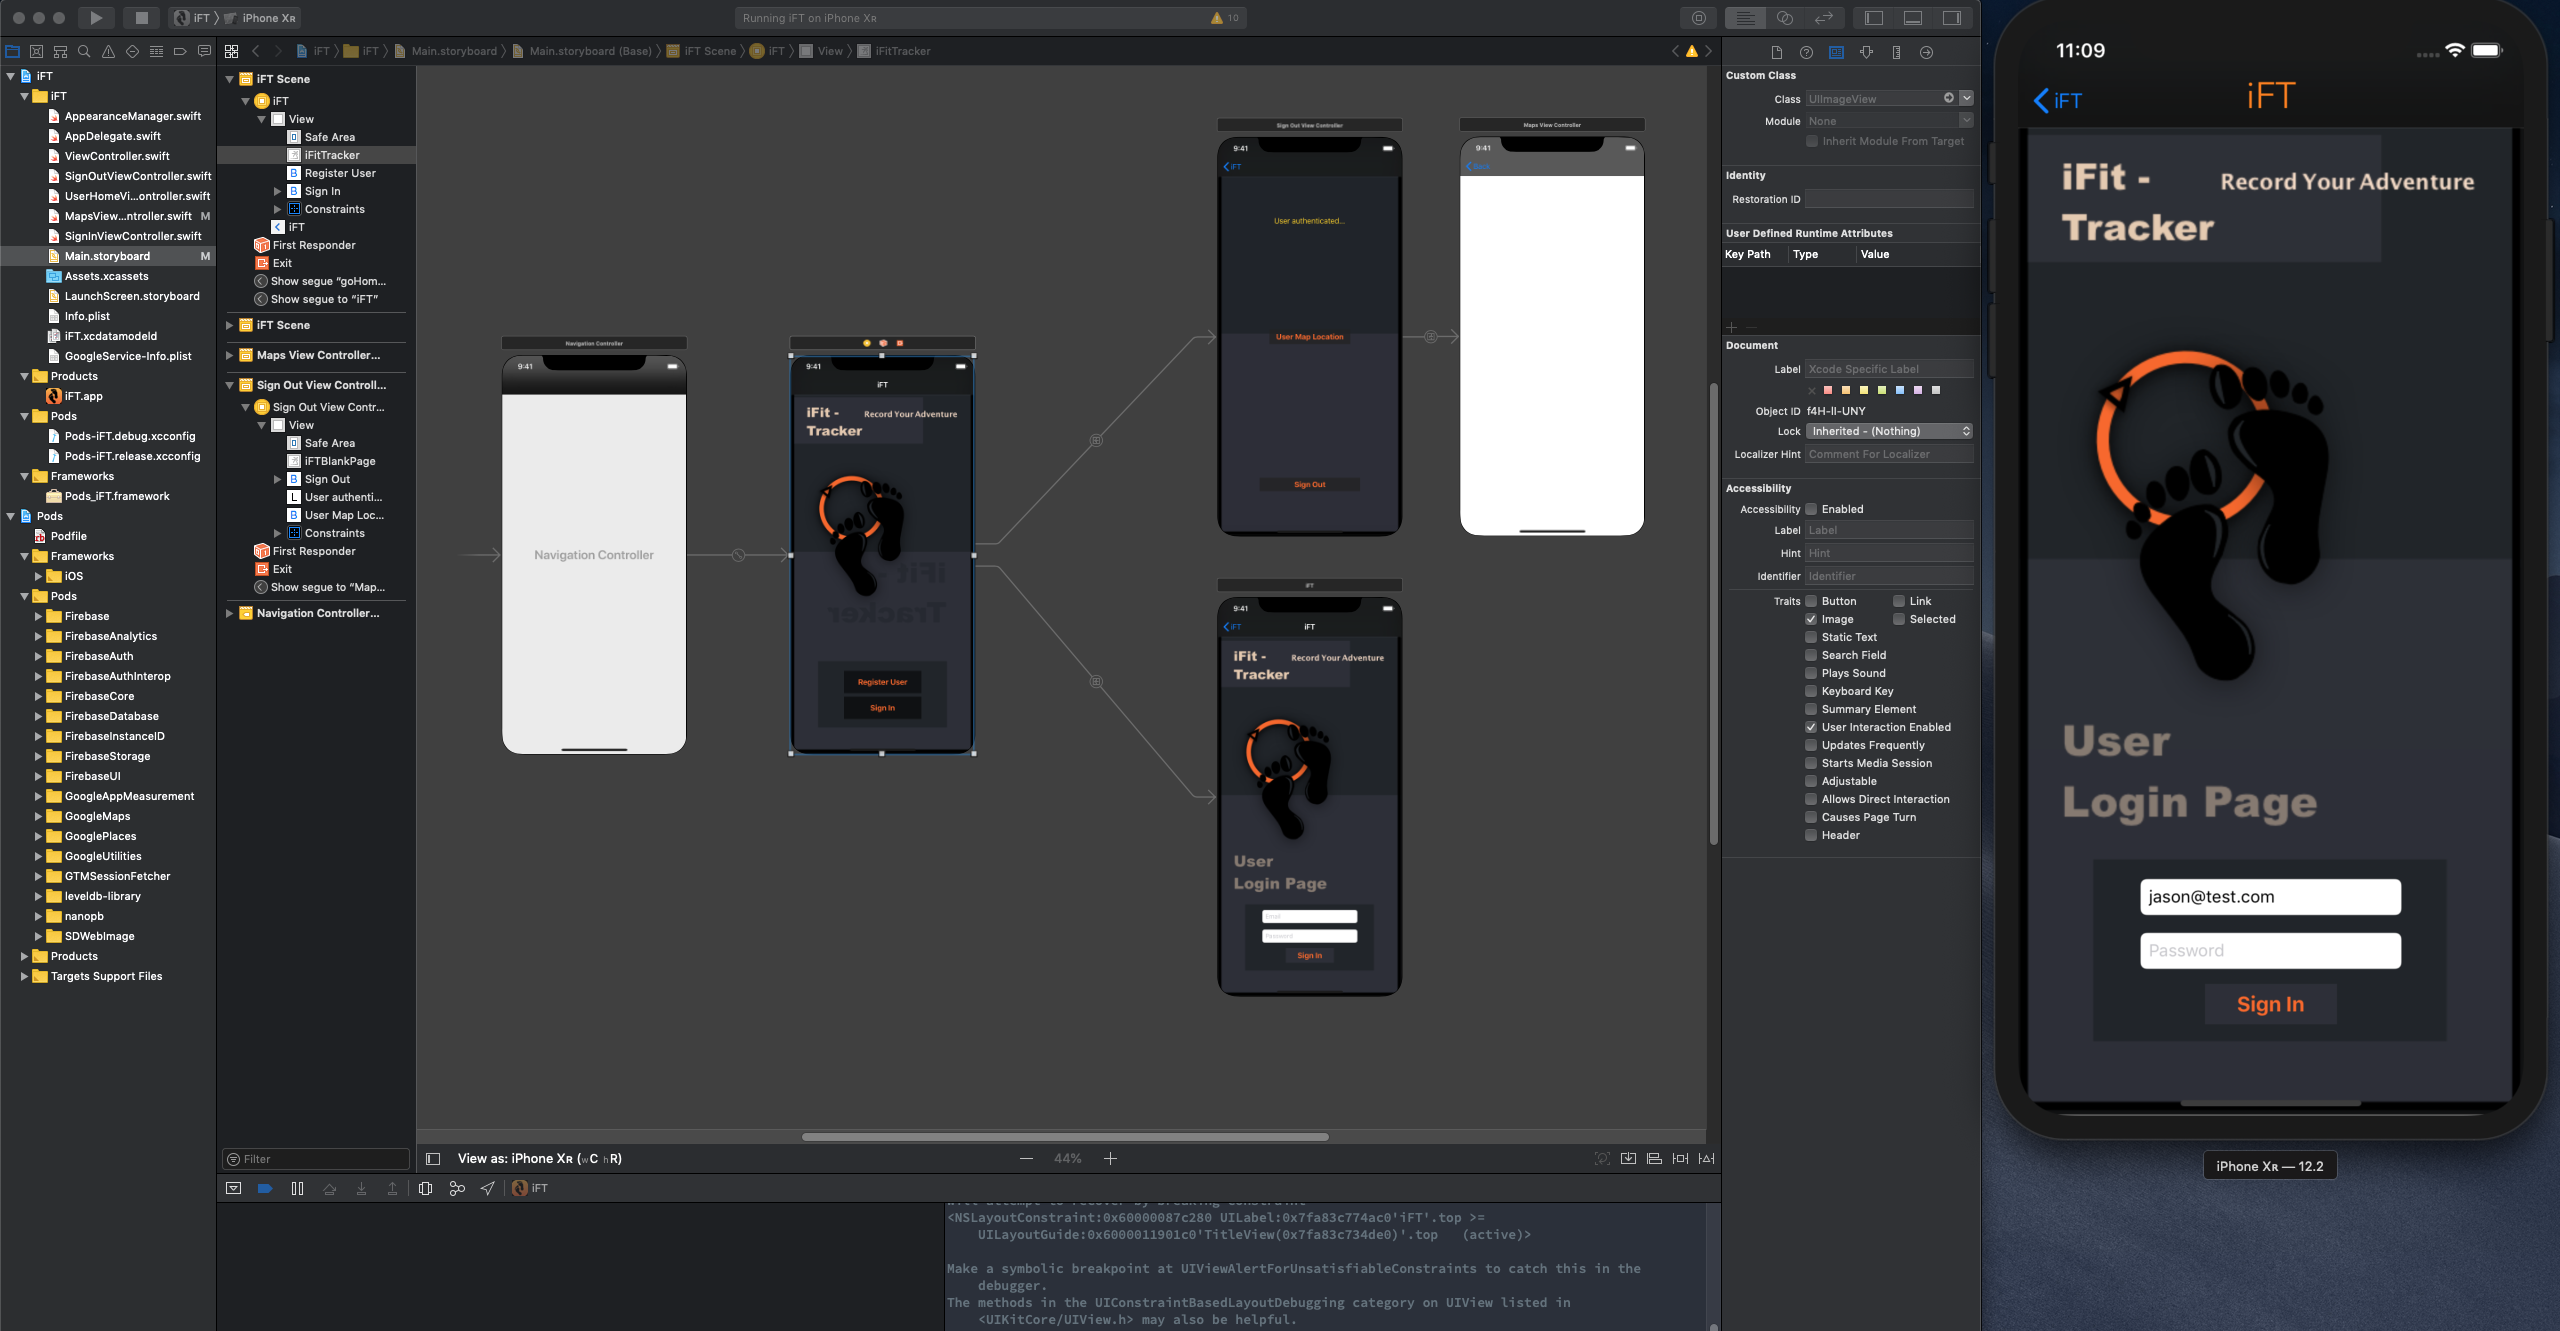 iFT 〉 iPhone Xʀ
Running iFT on iPhone Xʀ
10
iFT 〉 iFT 〉 Main.storyboard 〉 Main.storyboard (Base) 〉 iFT Scene 〉 iFT 〉 View 〉 iFitTracker
iFT
iFT
AppearanceManager.swift
AppDelegate.swift
ViewController.swift
SignOutViewController.swift
UserHomeVi...ontroller.swift
MapsView...ntroller.swift M
SignInViewController.swift
Main.storyboard M
Assets.xcassets
LaunchScreen.storyboard
Info.plist
iFT.xcdatamodeld
GoogleService-Info.plist
Products
iFT.app
Pods
Pods-iFT.debug.xcconfig
Pods-iFT.release.xcconfig
Frameworks
Pods_iFT.framework
Pods
Podfile
Frameworks
iOS
Pods
Firebase
FirebaseAnalytics
FirebaseAuth
FirebaseAuthInterop
FirebaseCore
FirebaseDatabase
FirebaseInstanceID
FirebaseStorage
FirebaseUI
GoogleAppMeasurement
GoogleMaps
GooglePlaces
GoogleUtilities
GTMSessionFetcher
leveldb-library
nanopb
SDWebImage
Products
Targets Support Files
iFT Scene
iFT
View
Safe Area
iFitTracker
B Register User
B Sign In
Constraints
iFT
First Responder
Exit
Show segue "goHom...
Show segue to "iFT"
iFT Scene
Maps View Controller...
Sign Out View Controll...
Sign Out View Contr...
View
Safe Area
iFTBlankPage
B Sign Out
L User authenti...
B User Map Loc...
Constraints
First Responder
Exit
Show segue to "Map...
Navigation Controller...
Filter
Navigation Controller
9:41
Navigation Controller
9:41
iFT
iFit -
Tracker
Record Your Adventure
iFit -
Tracker
Register User
Sign In
Sign Out View Controller
9:41
iFT
User authenticated...
User Map Location
Sign Out
Maps View Controller
9:41
Back
iFT
9:41
iFT
iFT
iFit -
Tracker
Record Your Adventure
User
Login Page
Email
Password
Sign In
View as: iPhone Xʀ (wC hR)
44%
iFT
will attempt to recover by breaking constraint
<NSLayoutConstraint:0x60000087c280 UILabel:0x7fa83c774ac0'iFT'.top >=
UILayoutGuide:0x6000011901c0'TitleView(0x7fa83c734de0)'.top (active)>
Make a symbolic breakpoint at UIViewAlertForUnsatisfiableConstraints to catch this in the
debugger.
The methods in the UIConstraintBasedLayoutDebugging category on UIView listed in
<UIKitCore/UIView.h> may also be helpful.
Custom Class
Class UIImageView
Module None
Inherit Module From Target
Identity
Restoration ID
User Defined Runtime Attributes
Key Path Type Value
Document
Label Xcode Specific Label
Object ID f4H-lI-UNY
Lock Inherited - (Nothing)
Localizer Hint Comment For Localizer
Accessibility
Accessibility Enabled
Label Label
Hint Hint
Identifier Identifier
Traits Button Link
Image Selected
Static Text
Search Field
Plays Sound
Keyboard Key
Summary Element
User Interaction Enabled
Updates Frequently
Starts Media Session
Adjustable
Allows Direct Interaction
Causes Page Turn
Header
11:09
iFT
iFT
iFit -
Tracker
Record Your Adventure
User
Login Page
jason@test.com
Password
Sign In
iPhone Xʀ — 12.2